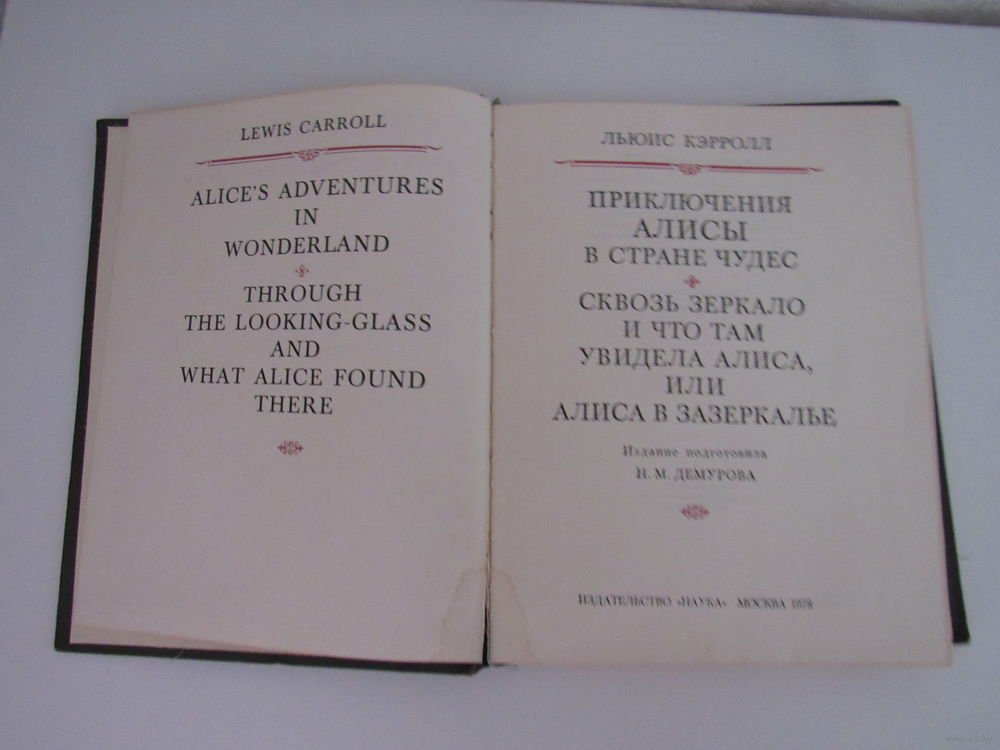 LEWIS CARROLL
ALICE'S ADVENTURES
IN
WONDERLAND
THROUGH
THE LOOKING-GLASS
AND
WHAT ALICE FOUND
THERE
ЛЬЮИС КЭРРОЛЛ
ПРИКЛЮЧЕНИЯ
АЛИСЫ
В СТРАНЕ ЧУДЕС
СКВОЗЬ ЗЕРКАЛО
И ЧТО ТАМ
УВИДЕЛА АЛИСА,
ИЛИ
АЛИСА В ЗАЗЕРКАЛЬЕ
Издание подготовила
Н. М. ДЕМУРОВА
ИЗДАТЕЛЬСТВО «НАУКА» МОСКВА 1978